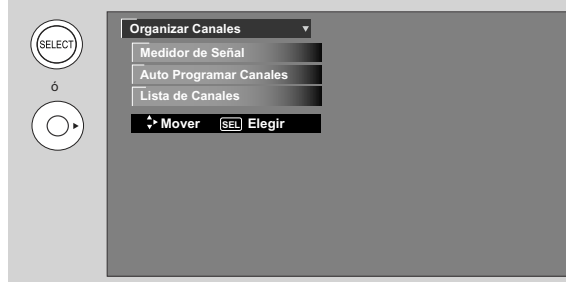 SELECT
ó
Organizar Canales
Medidor de Señal
Auto Programar Canales
Lista de Canales
Mover SEL Elegir